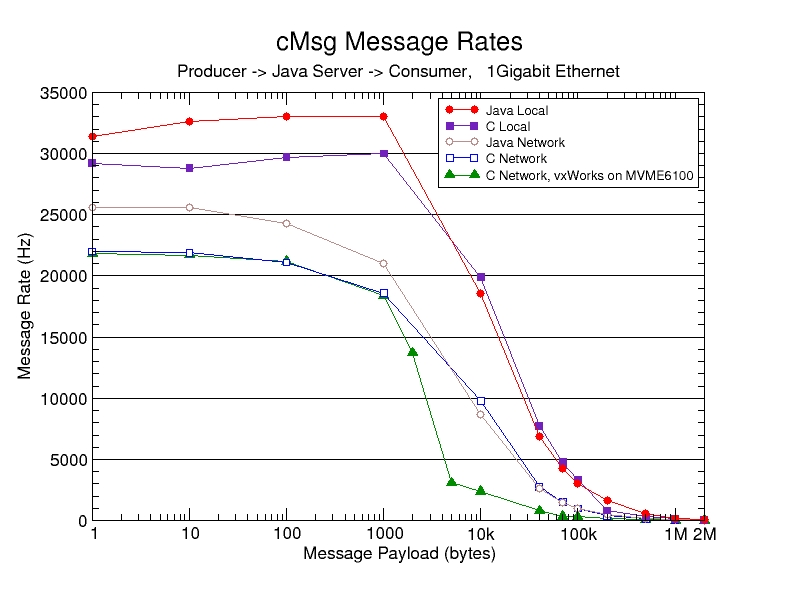 cMsg Message Rates
Producer -> Java Server -> Consumer,   1Gigabit Ethernet
Java Local
C Local
Java Network
C Network
C Network, vxWorks on MVME6100
Message Rate (Hz)
35000
30000
25000
20000
15000
10000
5000
0
1 10 100 1000 10k 100k 1M 2M
Message Payload (bytes)